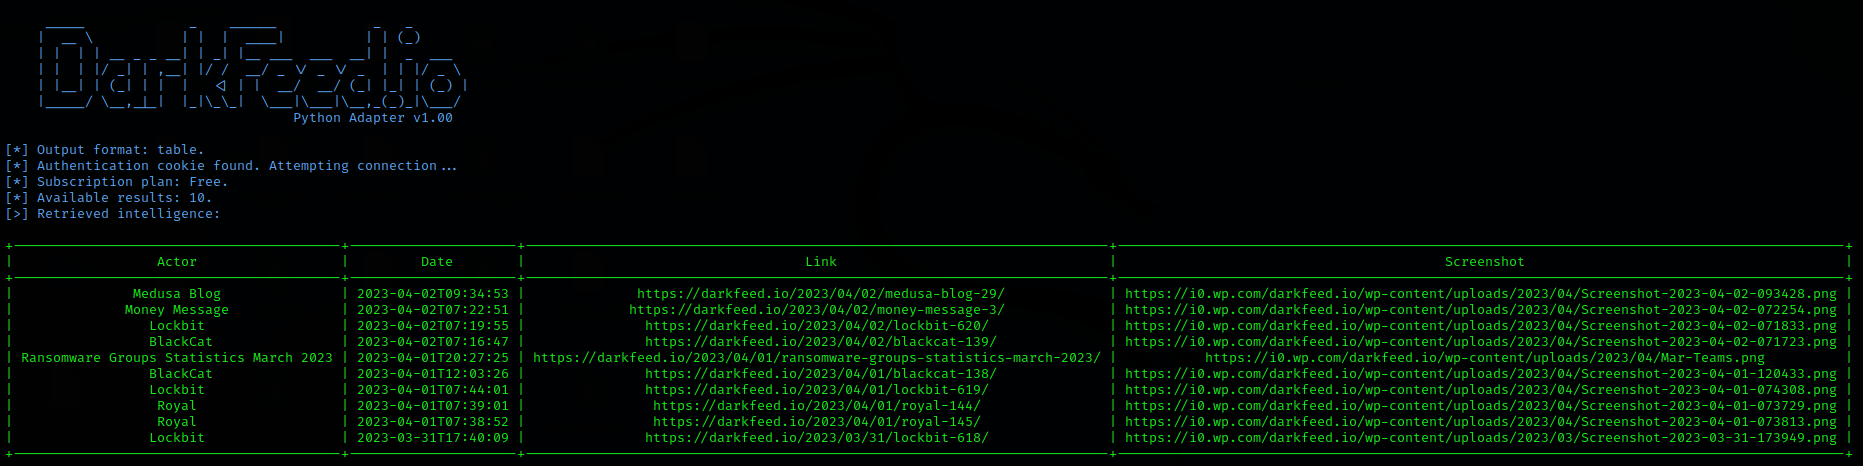 DarkFeed.io
Python Adapter v1.00
[*] Output format: table.
[*] Authentication cookie found. Attempting connection...
[*] Subscription plan: Free.
[*] Available results: 10.
[>] Retrieved intelligence:
| Actor | Date | Link | Screenshot |
| Medusa Blog | 2023-04-02T09:34:53 | https://darkfeed.io/2023/04/02/medusa-blog-29/ | https://i0.wp.com/darkfeed.io/wp-content/uploads/2023/04/Screenshot-2023-04-02-093428.png |
| Money Message | 2023-04-02T07:22:51 | https://darkfeed.io/2023/04/02/money-message-3/ | https://i0.wp.com/darkfeed.io/wp-content/uploads/2023/04/Screenshot-2023-04-02-072254.png |
| Lockbit | 2023-04-02T07:19:55 | https://darkfeed.io/2023/04/02/lockbit-620/ | https://i0.wp.com/darkfeed.io/wp-content/uploads/2023/04/Screenshot-2023-04-02-071833.png |
| BlackCat | 2023-04-02T07:16:47 | https://darkfeed.io/2023/04/02/blackcat-139/ | https://i0.wp.com/darkfeed.io/wp-content/uploads/2023/04/Screenshot-2023-04-02-071723.png |
| Ransomware Groups Statistics March 2023 | 2023-04-01T20:27:25 | https://darkfeed.io/2023/04/01/ransomware-groups-statistics-march-2023/ | https://i0.wp.com/darkfeed.io/wp-content/uploads/2023/04/Mar-Teams.png |
| BlackCat | 2023-04-01T12:03:26 | https://darkfeed.io/2023/04/01/blackcat-138/ | https://i0.wp.com/darkfeed.io/wp-content/uploads/2023/04/Screenshot-2023-04-01-120433.png |
| Lockbit | 2023-04-01T07:44:01 | https://darkfeed.io/2023/04/01/lockbit-619/ | https://i0.wp.com/darkfeed.io/wp-content/uploads/2023/04/Screenshot-2023-04-01-074308.png |
| Royal | 2023-04-01T07:39:01 | https://darkfeed.io/2023/04/01/royal-144/ | https://i0.wp.com/darkfeed.io/wp-content/uploads/2023/04/Screenshot-2023-04-01-073729.png |
| Royal | 2023-04-01T07:38:52 | https://darkfeed.io/2023/04/01/royal-145/ | https://i0.wp.com/darkfeed.io/wp-content/uploads/2023/04/Screenshot-2023-04-01-073813.png |
| Lockbit | 2023-03-31T17:40:09 | https://darkfeed.io/2023/03/31/lockbit-618/ | https://i0.wp.com/darkfeed.io/wp-content/uploads/2023/03/Screenshot-2023-03-31-173949.png |